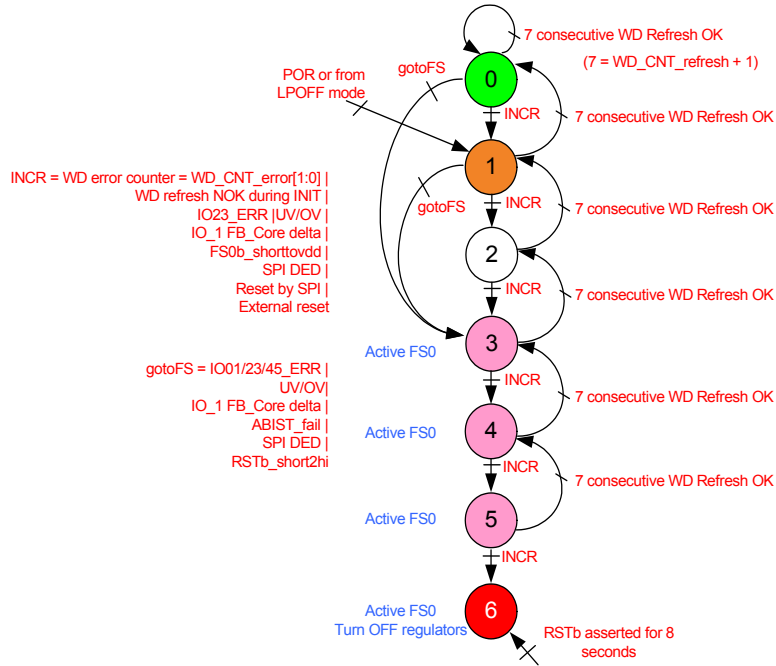 7 consecutive WD Refresh OK
(7 = WD_CNT_refresh + 1)
gotoFS
0
POR or from
LPOFF mode
INCR
7 consecutive WD Refresh OK
1
INCR = WD error counter = WD_CNT_error[1:0] |
WD refresh NOK during INIT |
IO23_ERR |UV/OV |
IO_1 FB_Core delta |
FS0b_shorttovdd |
SPI DED |
Reset by SPI |
External reset
gotoFS
INCR
7 consecutive WD Refresh OK
2
INCR
7 consecutive WD Refresh OK
Active FS0
3
gotoFS = IO01/23/45_ERR |
UV/OV|
IO_1 FB_Core delta |
ABIST_fail |
SPI DED |
RSTb_short2hi
INCR
7 consecutive WD Refresh OK
Active FS0
4
INCR
7 consecutive WD Refresh OK
Active FS0
5
INCR
Active FS0
Turn OFF regulators
6
RSTb asserted for 8
seconds